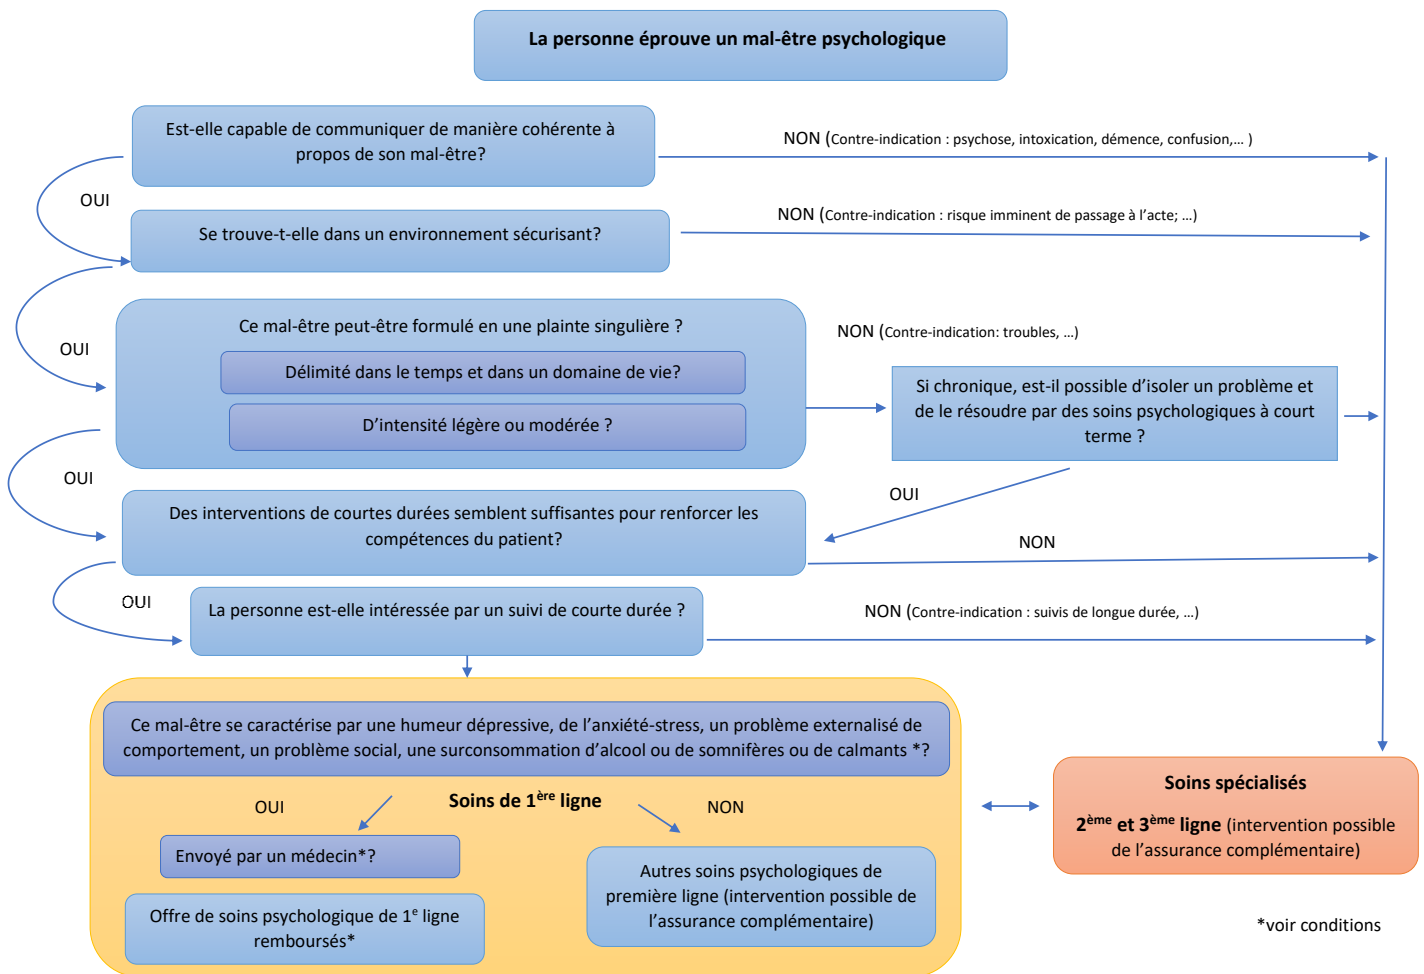 La personne éprouve un mal-être psychologique
Est-elle capable de communiquer de manière cohérente à
propos de son mal-être?
NON (Contre-indication : psychose, intoxication, démence, confusion,... )
OUI
Se trouve-t-elle dans un environnement sécurisant?
NON (Contre-indication : risque imminent de passage à l'acte; ...)
OUI
Ce mal-être peut-être formulé en une plainte singulière ?
Délimité dans le temps et dans un domaine de vie?
D'intensité légère ou modérée ?
NON (Contre-indication: troubles, ...)
Si chronique, est-il possible d'isoler un problème et
de le résoudre par des soins psychologiques à court
terme ?
OUI
OUI
Des interventions de courtes durées semblent suffisantes pour renforcer les
compétences du patient?
NON
OUI
La personne est-elle intéressée par un suivi de courte durée ?
NON (Contre-indication : suivis de longue durée, ...)
Ce mal-être se caractérise par une humeur dépressive, de l'anxiété-stress, un problème externalisé de
comportement, un problème social, une surconsommation d'alcool ou de somnifères ou de calmants *?
OUI
Soins de 1ère ligne
NON
Envoyé par un médecin*?
Offre de soins psychologique de 1e ligne
remboursés*
Autres soins psychologiques de
première ligne (intervention possible de
l'assurance complémentaire)
Soins spécialisés
2ème et 3ème ligne (intervention possible
de l'assurance complémentaire)
*voir conditions